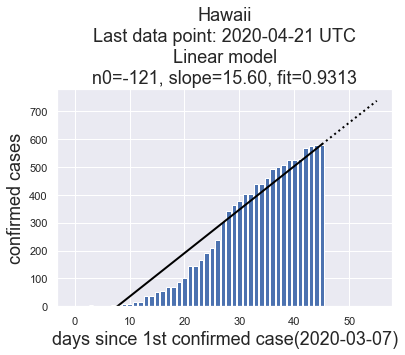 Hawaii
Last data point: 2020-04-21 UTC
Linear model
n0=-121, slope=15.60, fit=0.9313
confirmed cases
700
600
500
400
300
200
100
0
0 10 20 30 40 50
days since 1st confirmed case(2020-03-07)